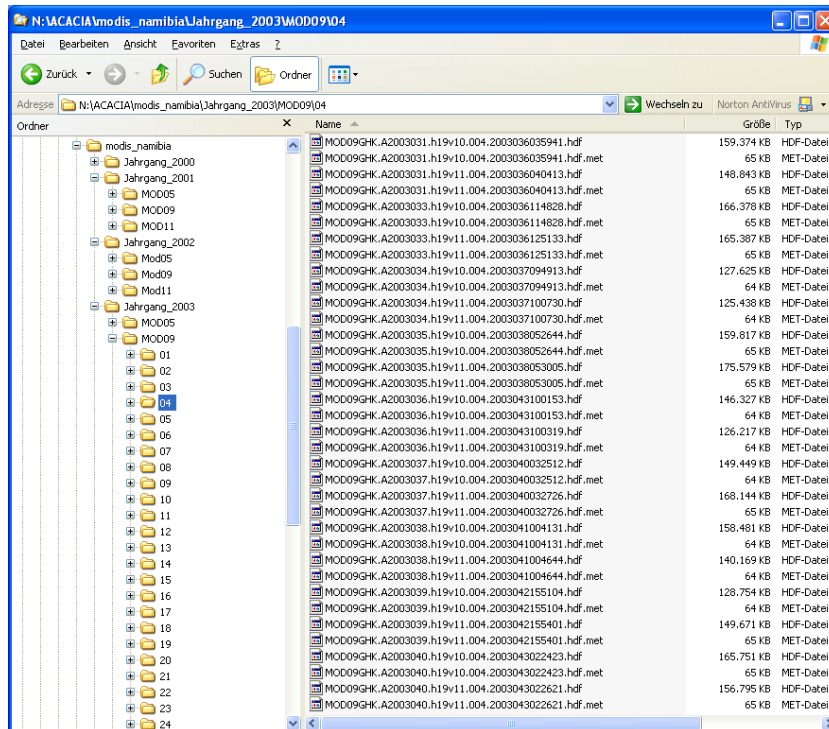 N:\ACACIA\modis_namibia\Jahrgang_2003\MOD09\04
Datei Bearbeiten Ansicht Favoriten Extras ?
Zurück Suchen Ordner
Adresse N:\ACACIA\modis_namibia\Jahrgang_2003\MOD09\04 Wechseln zu Norton AntiVirus
Ordner
modis_namibia
Jahrgang_2000
Jahrgang_2001
MOD05
MOD09
MOD11
Jahrgang_2002
Mod05
Mod09
Mod11
Jahrgang_2003
MOD05
MOD09
01
02
03
04
05
06
07
08
09
10
11
12
13
14
15
16
17
18
19
20
21
22
23
24
Name Größe Typ
MOD09GHK.A2003031.h19v10.004.2003036035941.hdf 159.374 KB HDF-Datei
MOD09GHK.A2003031.h19v10.004.2003036035941.hdf.met 65 KB MET-Datei
MOD09GHK.A2003031.h19v11.004.2003036040413.hdf 148.843 KB HDF-Datei
MOD09GHK.A2003031.h19v11.004.2003036040413.hdf.met 65 KB MET-Datei
MOD09GHK.A2003033.h19v10.004.2003036114828.hdf 166.378 KB HDF-Datei
MOD09GHK.A2003033.h19v10.004.2003036114828.hdf.met 65 KB MET-Datei
MOD09GHK.A2003033.h19v11.004.2003036125133.hdf 165.387 KB HDF-Datei
MOD09GHK.A2003033.h19v11.004.2003036125133.hdf.met 65 KB MET-Datei
MOD09GHK.A2003034.h19v10.004.2003037094913.hdf 127.625 KB HDF-Datei
MOD09GHK.A2003034.h19v10.004.2003037094913.hdf.met 64 KB MET-Datei
MOD09GHK.A2003034.h19v11.004.2003037100730.hdf 125.438 KB HDF-Datei
MOD09GHK.A2003034.h19v11.004.2003037100730.hdf.met 64 KB MET-Datei
MOD09GHK.A2003035.h19v10.004.2003038052644.hdf 159.817 KB HDF-Datei
MOD09GHK.A2003035.h19v10.004.2003038052644.hdf.met 65 KB MET-Datei
MOD09GHK.A2003035.h19v11.004.2003038053005.hdf 175.579 KB HDF-Datei
MOD09GHK.A2003035.h19v11.004.2003038053005.hdf.met 65 KB MET-Datei
MOD09GHK.A2003036.h19v10.004.2003043100153.hdf 146.327 KB HDF-Datei
MOD09GHK.A2003036.h19v10.004.2003043100153.hdf.met 64 KB MET-Datei
MOD09GHK.A2003036.h19v11.004.2003043100319.hdf 126.217 KB HDF-Datei
MOD09GHK.A2003036.h19v11.004.2003043100319.hdf.met 64 KB MET-Datei
MOD09GHK.A2003037.h19v10.004.2003040032512.hdf 149.449 KB HDF-Datei
MOD09GHK.A2003037.h19v10.004.2003040032512.hdf.met 64 KB MET-Datei
MOD09GHK.A2003037.h19v11.004.2003040032726.hdf 168.144 KB HDF-Datei
MOD09GHK.A2003037.h19v11.004.2003040032726.hdf.met 65 KB MET-Datei
MOD09GHK.A2003038.h19v10.004.2003041004131.hdf 158.481 KB HDF-Datei
MOD09GHK.A2003038.h19v10.004.2003041004131.hdf.met 64 KB MET-Datei
MOD09GHK.A2003038.h19v11.004.2003041004644.hdf 140.169 KB HDF-Datei
MOD09GHK.A2003038.h19v11.004.2003041004644.hdf.met 64 KB MET-Datei
MOD09GHK.A2003039.h19v10.004.2003042155104.hdf 128.754 KB HDF-Datei
MOD09GHK.A2003039.h19v10.004.2003042155104.hdf.met 64 KB MET-Datei
MOD09GHK.A2003039.h19v11.004.2003042155401.hdf 149.671 KB HDF-Datei
MOD09GHK.A2003039.h19v11.004.2003042155401.hdf.met 65 KB MET-Datei
MOD09GHK.A2003040.h19v10.004.2003043022423.hdf 165.751 KB HDF-Datei
MOD09GHK.A2003040.h19v10.004.2003043022423.hdf.met 65 KB MET-Datei
MOD09GHK.A2003040.h19v11.004.2003043022621.hdf 156.795 KB HDF-Datei
MOD09GHK.A2003040.h19v11.004.2003043022621.hdf.met 65 KB MET-Datei